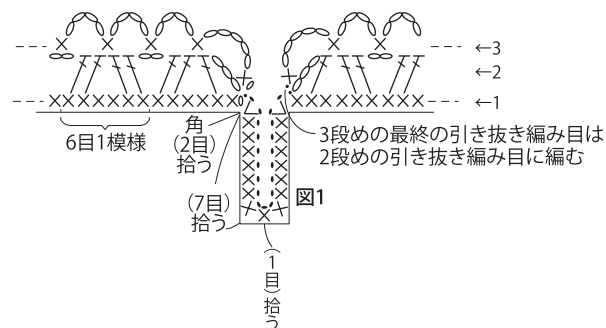 ←3
←2
←1
6目1模様
角
(2目)
拾う
(7目)
拾う
図1
3段めの最終の引き抜き編み目は
2段めの引き抜き編み目に編む
(1目)拾う